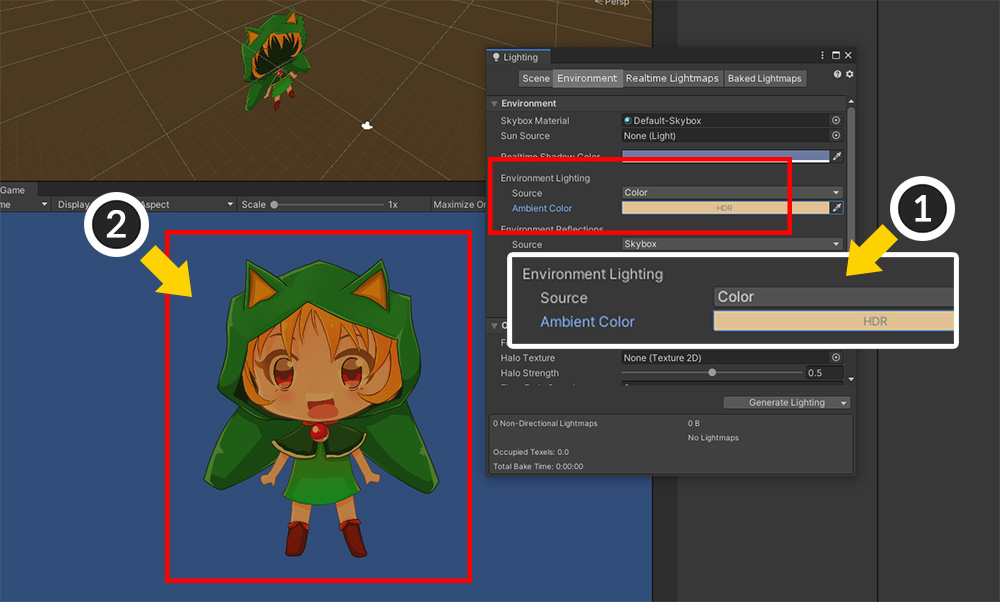 Persp
Lighting
Scene Environment Realtime Lightmaps Baked Lightmaps
Environment
Skybox Material Default-Skybox
Sun Source None (Light)
Realtime Shadow Color
Environment Lighting
Source Color
Ambient Color HDR
Environment Reflections
Source Skybox
Game
Display Aspect Scale 1x Maximize On
2
1
Environment Lighting
Source Color
Ambient Color HDR
Halo Texture None (Texture 2D)
Halo Strength 0.5
Generate Lighting
0 Non-Directional Lightmaps 0 B
No Lightmaps
Occupied Texels: 0.0
Total Bake Time: 0:00:00